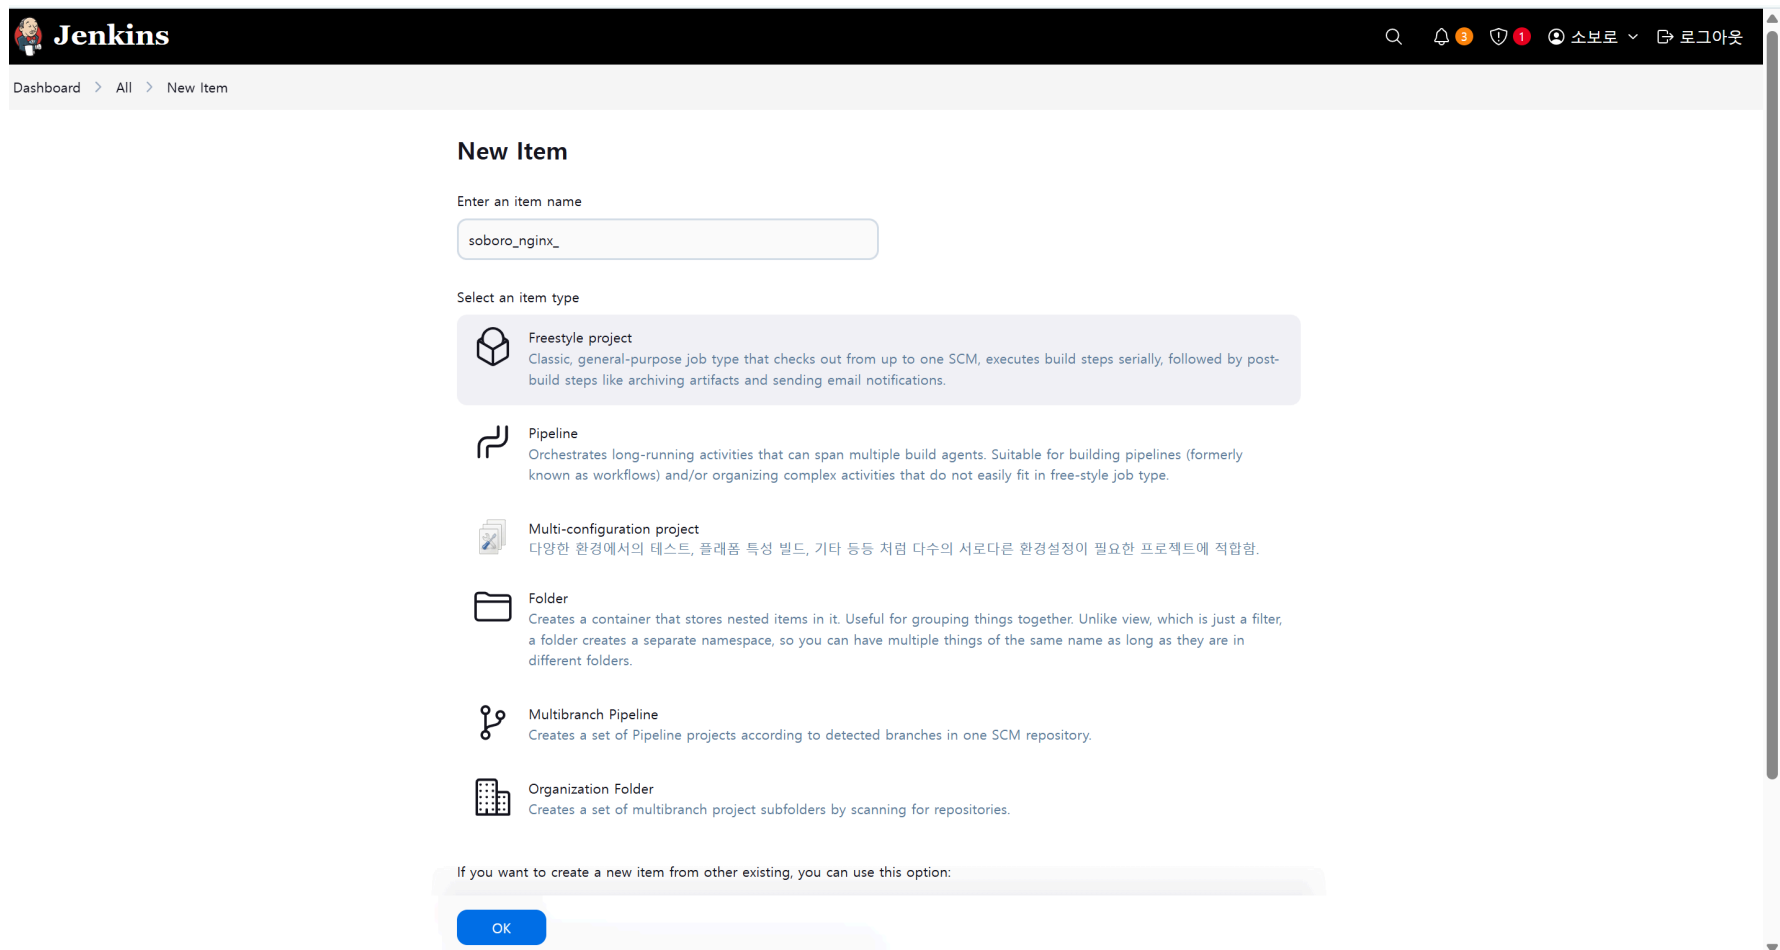 Jenkins
3
1
소보로
로그아웃
Dashboard > All > New Item
New Item
Enter an item name
soboro_nginx_
Select an item type
Freestyle project
Classic, general-purpose job type that checks out from up to one SCM, executes build steps serially, followed by post-
build steps like archiving artifacts and sending email notifications.
Pipeline
Orchestrates long-running activities that can span multiple build agents. Suitable for building pipelines (formerly
known as workflows) and/or organizing complex activities that do not easily fit in free-style job type.
Multi-configuration project
다양한 환경에서의 테스트, 플래폼 특성 빌드, 기타 등등 처럼 다수의 서로다른 환경설정이 필요한 프로젝트에 적합함.
Folder
Creates a container that stores nested items in it. Useful for grouping things together. Unlike view, which is just a filter,
a folder creates a separate namespace, so you can have multiple things of the same name as long as they are in
different folders.
Multibranch Pipeline
Creates a set of Pipeline projects according to detected branches in one SCM repository.
Organization Folder
Creates a set of multibranch project subfolders by scanning for repositories.
If you want to create a new item from other existing, you can use this option:
OK